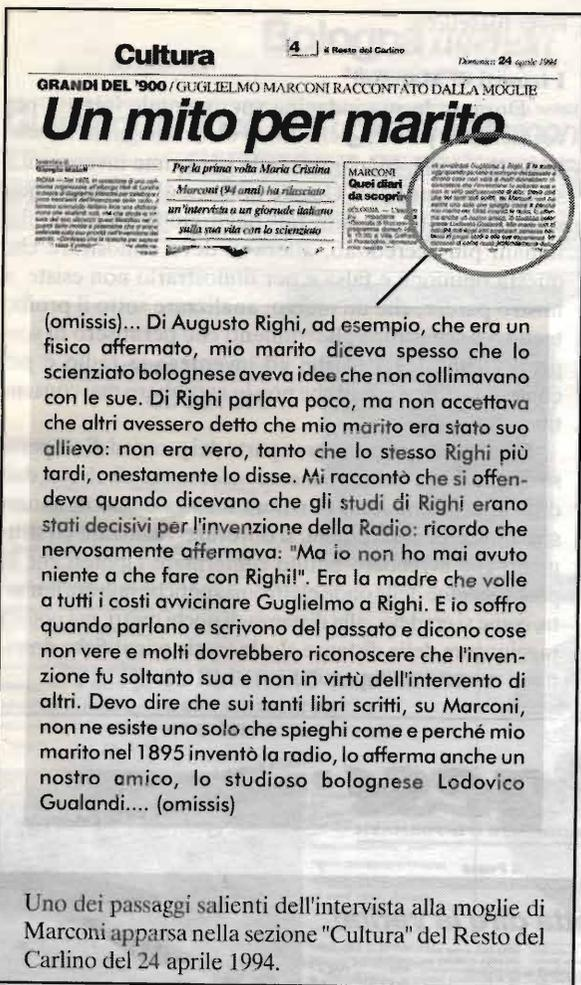 Cultura
4 il Resto del Carlino
Domenica 24 aprile 1994
GRANDI DEL '900 / GUGLIELMO MARCONI RACCONTATO DALLA MOGLIE
Un mito per marito
Per la prima volta Maria Cristina
Marconi (94 anni) ha rilasciato
un'intervista a un giornale italiano
sulla sua vita con lo scienziato
MARCONI
Quei diari
da scoprire
(omissis)... Di Augusto Righi, ad esempio, che era un
fisico affermato, mio marito diceva spesso che lo
scienziato bolognese aveva idee che non collimavano
con le sue. Di Righi parlava poco, ma non accettava
che altri avessero detto che mio marito era stato suo
allievo: non era vero, tanto che lo stesso Righi più
tardi, onestamente lo disse. Mi raccontò che si offen-
deva quando dicevano che gli studi di Righi erano
stati decisivi per l'invenzione della Radio: ricordo che
nervosamente affermava: "Ma io non ho mai avuto
niente a che fare con Righi!". Era la madre che volle
a tutti i costi avvicinare Guglielmo a Righi. E io soffro
quando parlano e scrivono del passato e dicono cose
non vere e molti dovrebbero riconoscere che l'inven-
zione fu soltanto sua e non in virtù dell'intervento di
altri. Devo dire che sui tanti libri scritti, su Marconi,
non ne esiste uno solo che spieghi come e perché mio
marito nel 1895 inventò la radio, lo afferma anche un
nostro amico, lo studioso bolognese Lodovico
Gualandi.... (omissis)
Uno dei passaggi salienti dell'intervista alla moglie di
Marconi apparsa nella sezione "Cultura" del Resto del
Carlino del 24 aprile 1994.